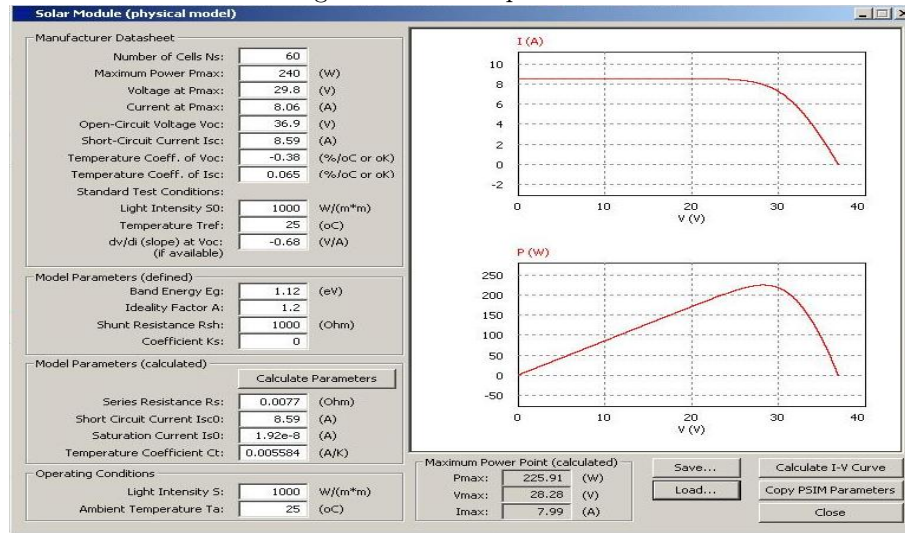 Solar Module (physical model)
Manufacturer Datasheet
Number of Cells Ns: 60
Maximum Power Pmax: 240 (W)
Voltage at Pmax: 29.8 (V)
Current at Pmax: 8.06 (A)
Open-Circuit Voltage Voc: 36.9 (V)
Short-Circuit Current Isc: 8.59 (A)
Temperature Coeff. of Voc: -0.38 (%/oC or oK)
Temperature Coeff. of Isc: 0.065 (%/oC or oK)
Standard Test Conditions:
Light Intensity S0: 1000 W/(m*m)
Temperature Tref: 25 (oC)
dv/di (slope) at Voc: -0.68 (V/A)
(if available)
Model Parameters (defined)
Band Energy Eg: 1.12 (eV)
Ideality Factor A: 1.2
Shunt Resistance Rsh: 1000 (Ohm)
Coefficient Ks: 0
Model Parameters (calculated)
Calculate Parameters
Series Resistance Rs: 0.0077 (Ohm)
Short Circuit Current Isc0: 8.59 (A)
Saturation Current Is0: 1.92e-8 (A)
Temperature Coefficient Ct: 0.005584 (A/K)
Operating Conditions
Light Intensity S: 1000 W/(m*m)
Ambient Temperature Ta: 25 (oC)
I (A)
10
8
6
4
2
0
-2
0 10 20 30 40
V (V)
P (W)
250
200
150
100
50
0
-50
0 10 20 30 40
V (V)
Maximum Power Point (calculated)
Pmax: 225.91 (W)
Vmax: 28.28 (V)
Imax: 7.99 (A)
Save...
Load...
Calculate I-V Curve
Copy PSIM Parameters
Close